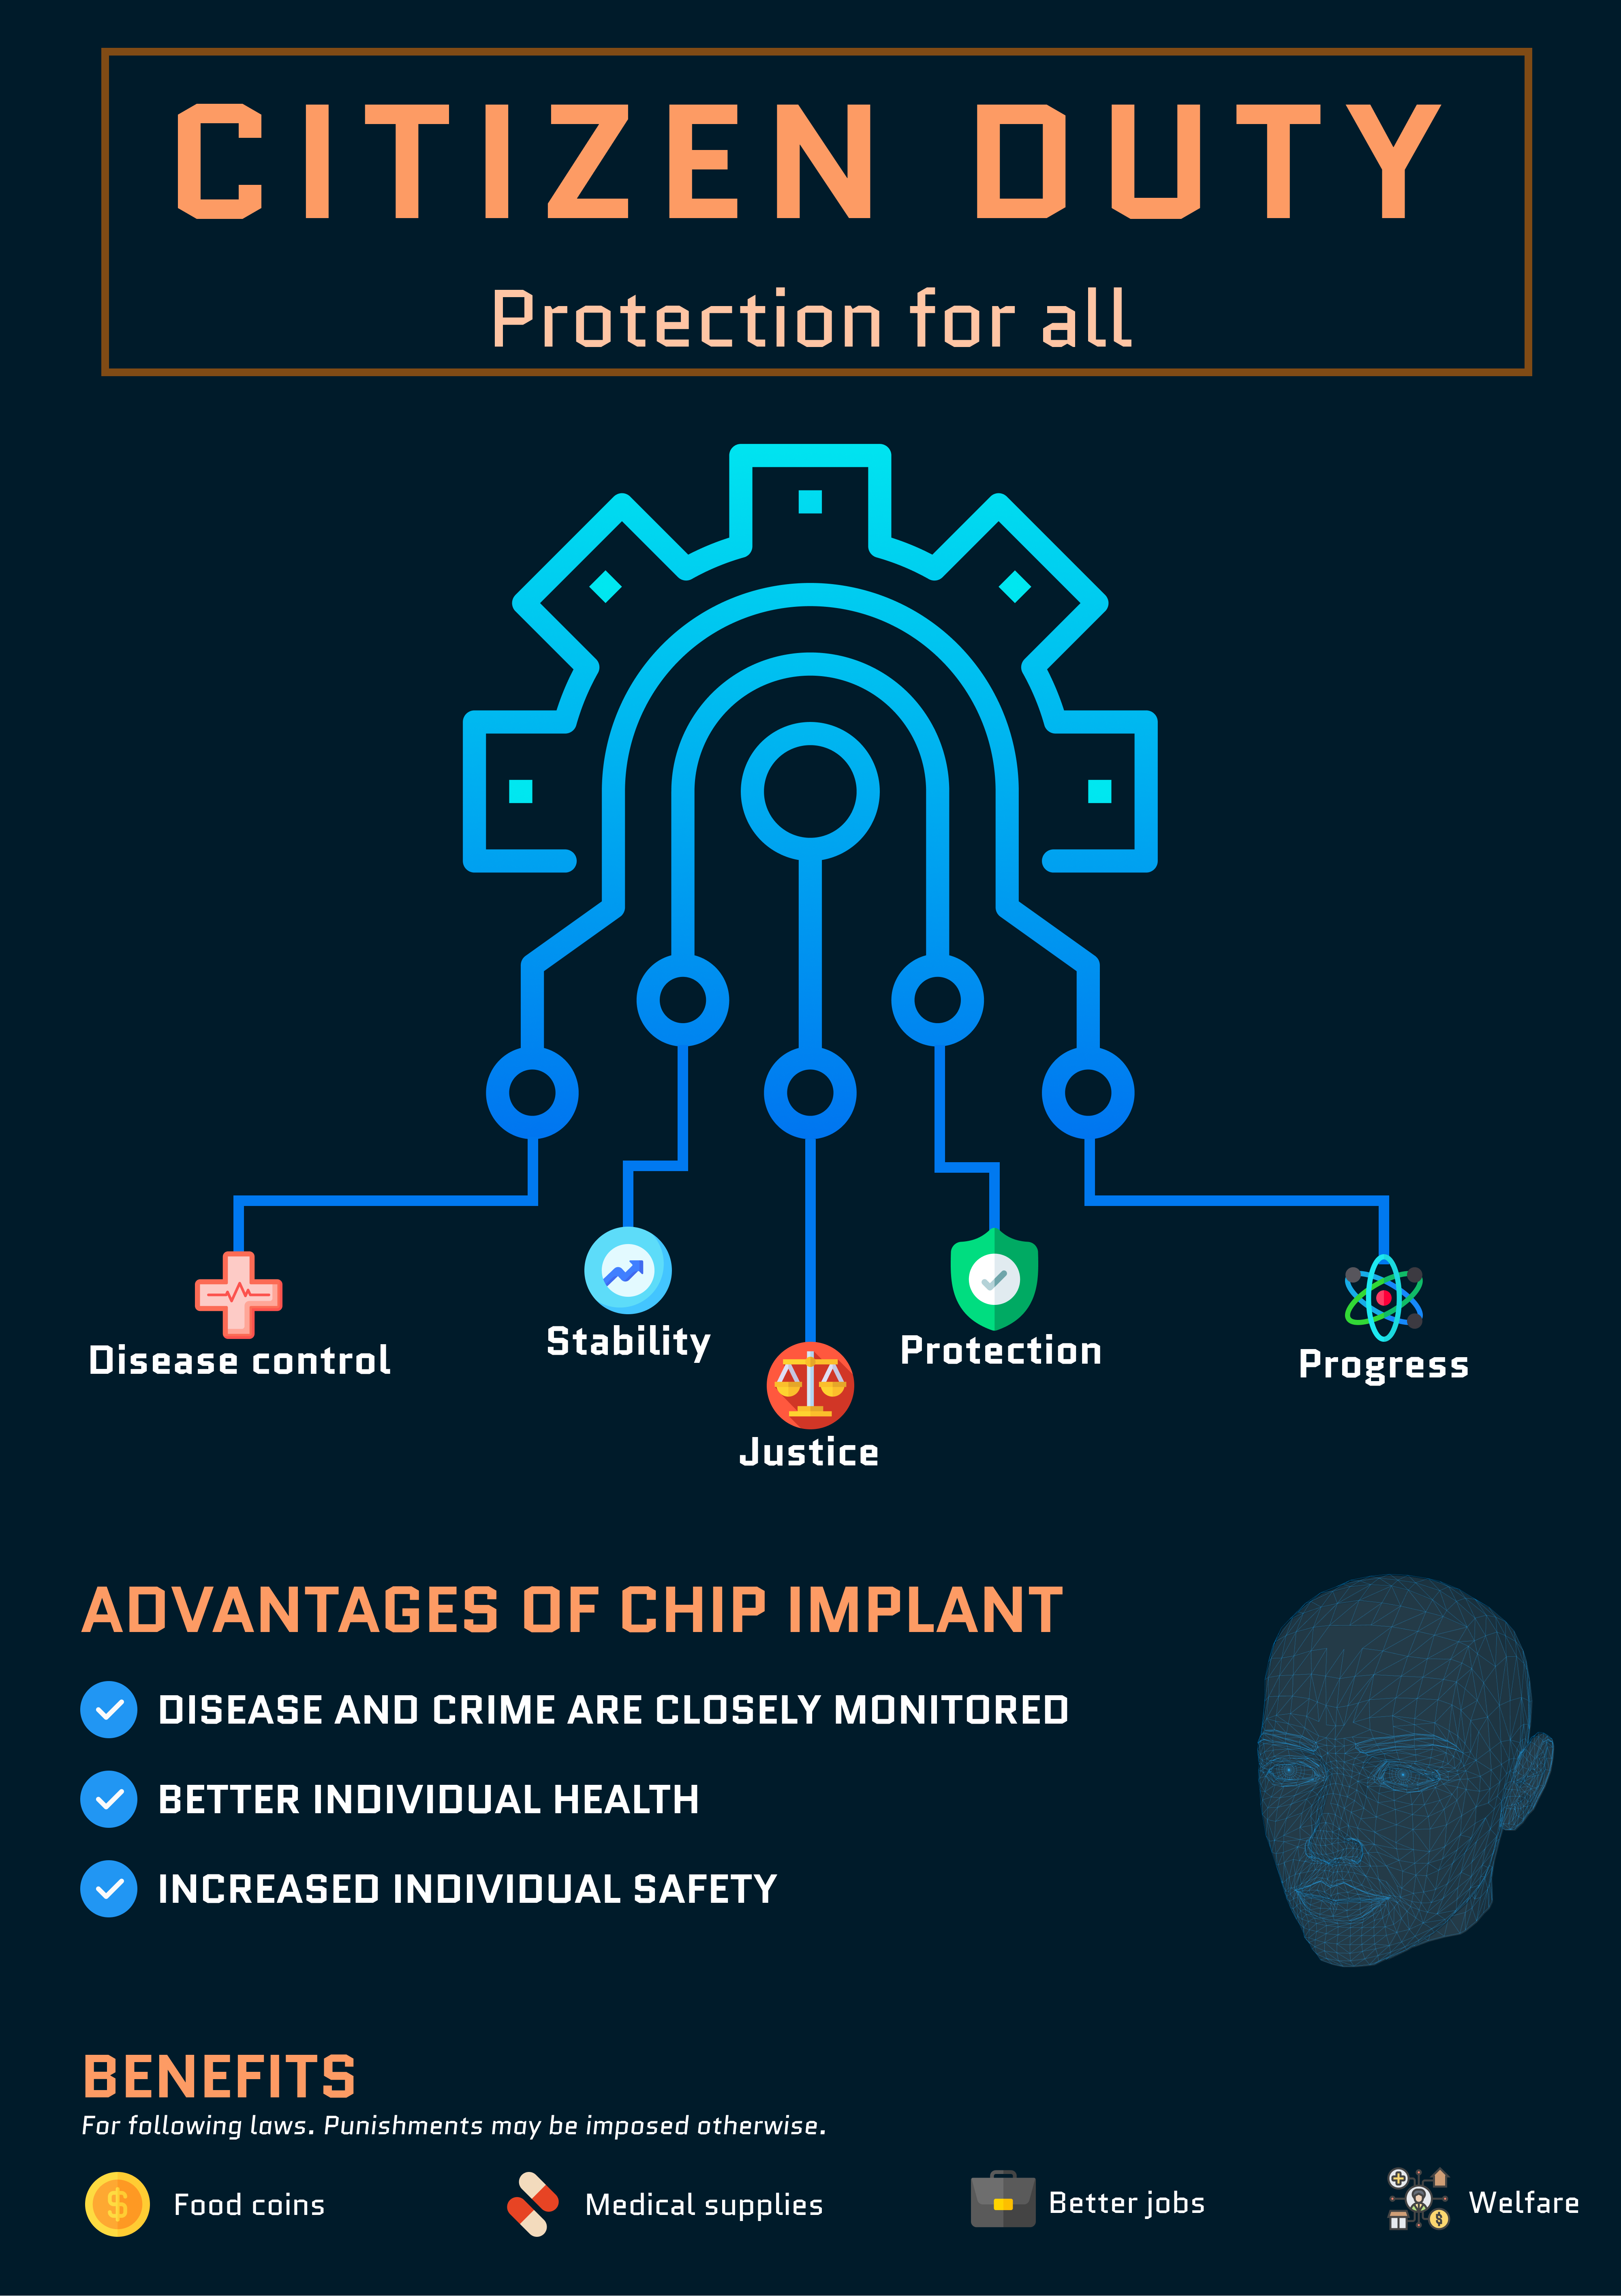 CITIZEN DUTY
Protection for all
Disease control
Stability
Justice
Protection
Progress
ADVANTAGES OF CHIP IMPLANT
DISEASE AND CRIME ARE CLOSELY MONITORED
BETTER INDIVIDUAL HEALTH
INCREASED INDIVIDUAL SAFETY
BENEFITS
For following laws. Punishments may be imposed otherwise.
Food coins
Medical supplies
Better jobs
Welfare